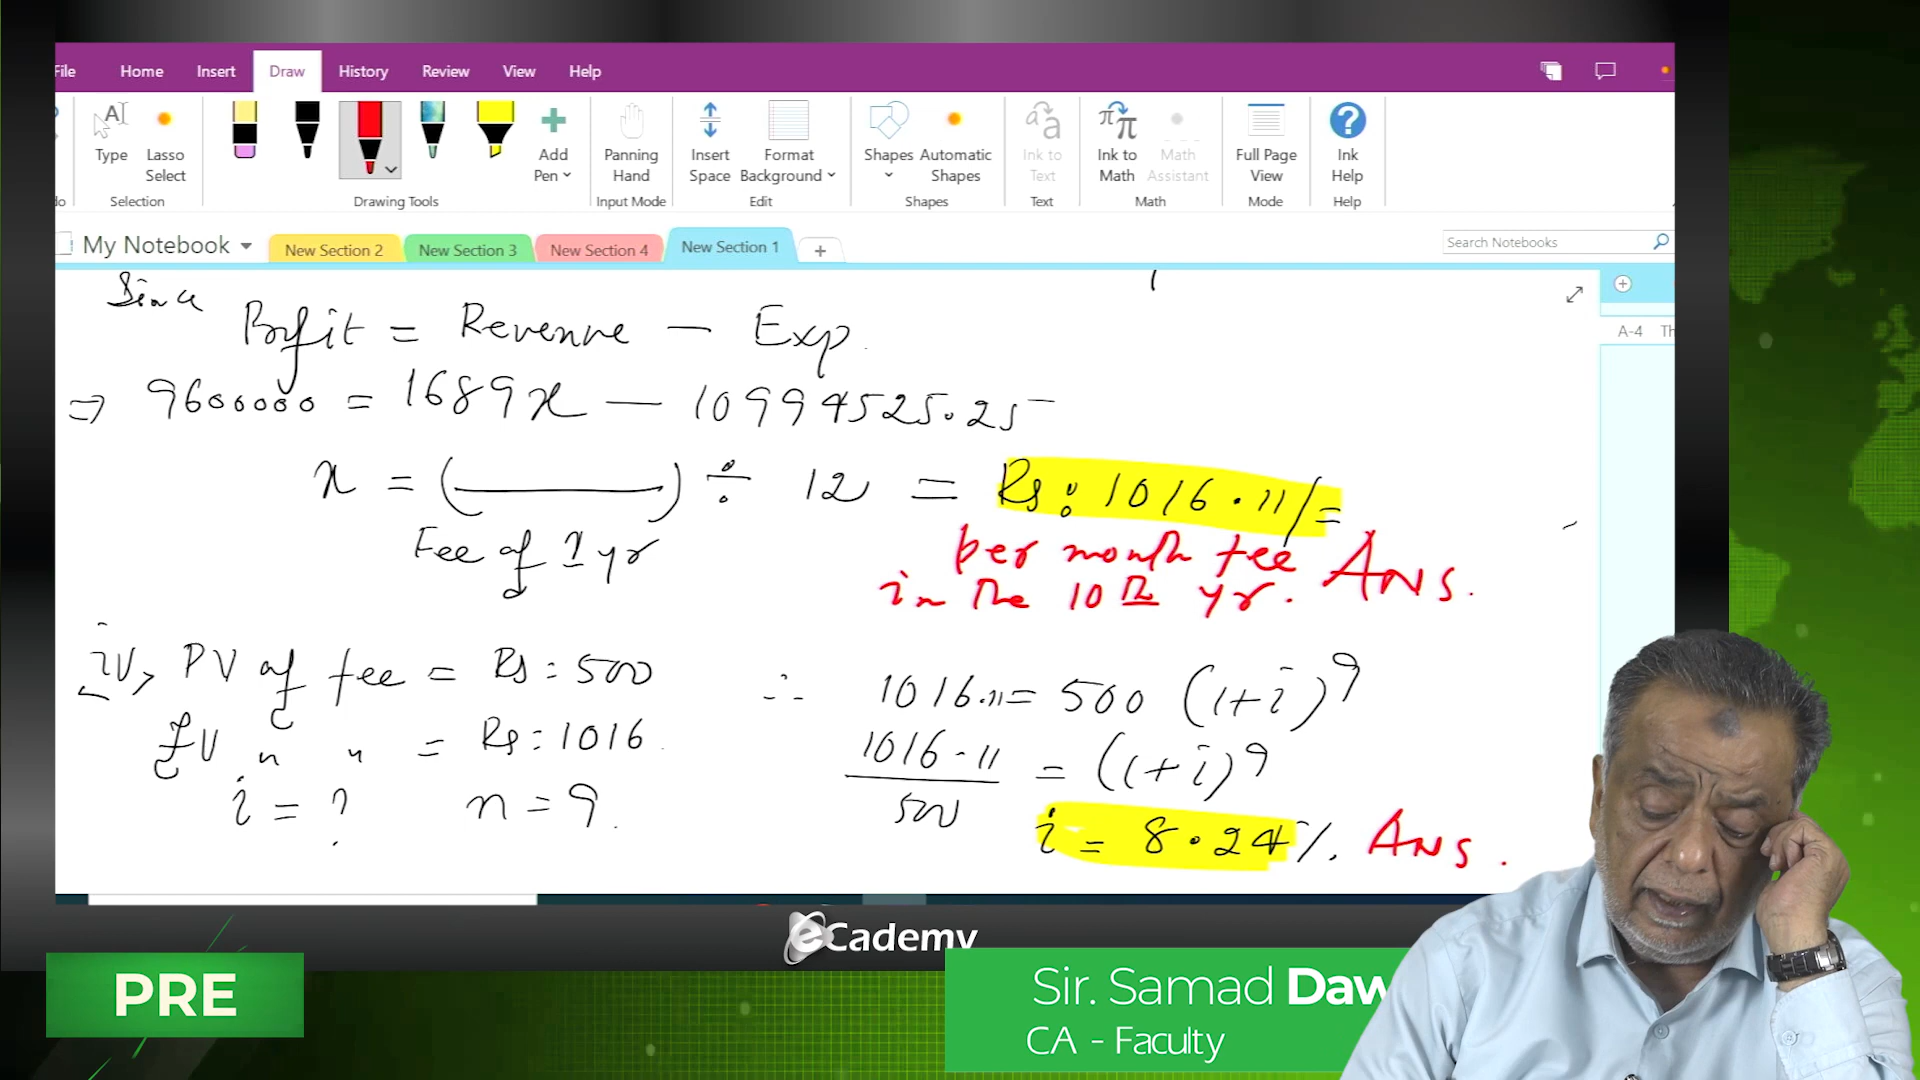 File Home Insert Draw History Review View Help
Type Lasso Select Add Pen Panning Hand Insert Space Format Background Shapes Automatic Shapes Ink to Text Ink to Math Math Assistant Full Page View Ink Help
Selection Drawing Tools Input Mode Edit Shapes Text Math Mode Help
My Notebook New Section 2 New Section 3 New Section 4 New Section 1 + Search Notebooks
A-4 Th
Since
Profit = Revenue - Exp.
⇒ 9600000 = 1689x - 10994525.25
x = (———) ÷ 12 = Rs: 1016.11/=
Fee of 1 yr
per month fee Ans.
in the 10th yr.
iv, PV of fee = Rs: 500
FV " " = Rs: 1016.
i = ? n = 9.
∴ 1016.11 = 500 (1+i)^9
1016.11/500 = (1+i)^9
i = 8.24%. Ans.
eCademy
PRE
Sir. Samad Daw
CA - Faculty